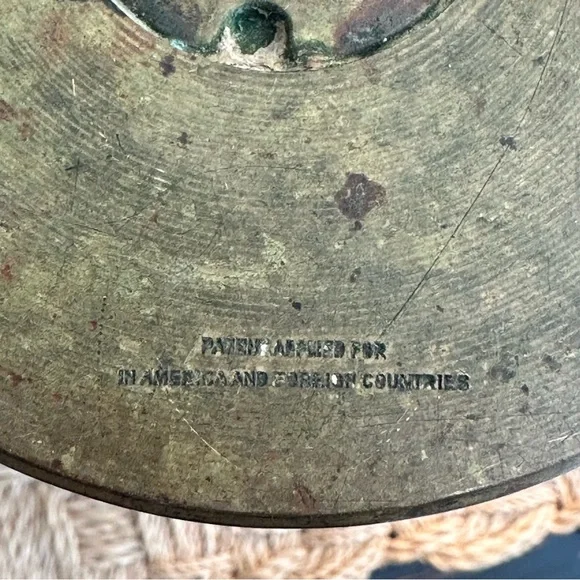 PATENT APPLIED FOR
IN AMERICA AND FOREIGN COUNTRIES